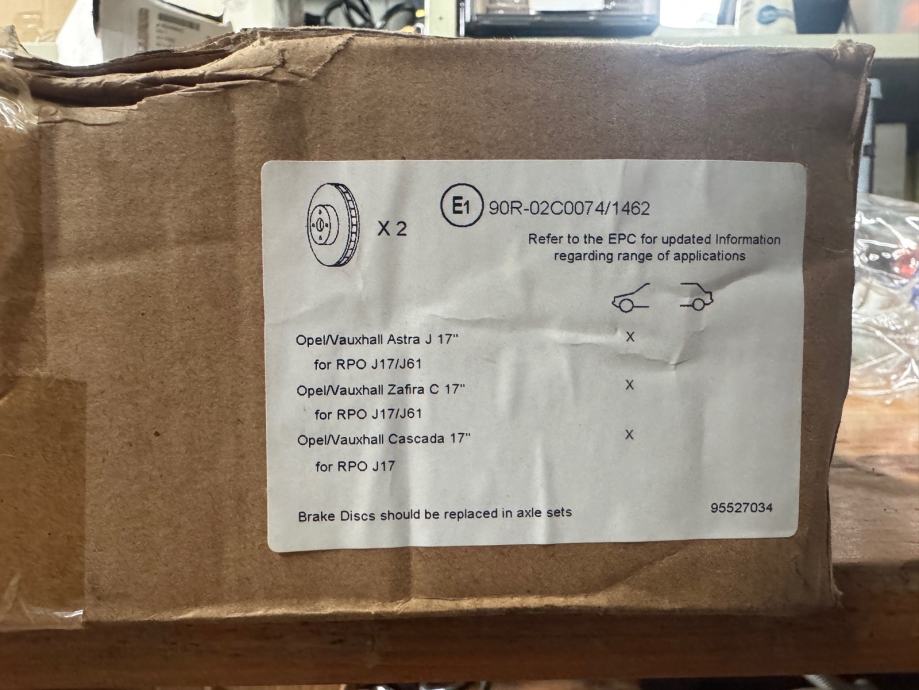 X 2
E1 90R-02C0074/1462
Refer to the EPC for updated Information
regarding range of applications
Opel/Vauxhall Astra J 17" X
for RPO J17/J61
Opel/Vauxhall Zafira C 17" X
for RPO J17/J61
Opel/Vauxhall Cascada 17" X
for RPO J17
Brake Discs should be replaced in axle sets 95527034